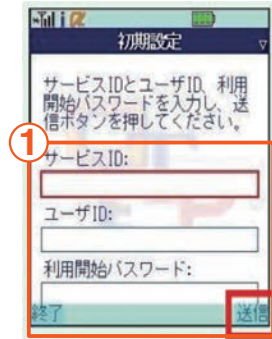 初期設定
サービスIDとユーザID、利用
開始パスワードを入力し、送
信ボタンを押してください。
①
サービスID:
ユーザID:
利用開始パスワード:
終了 送信